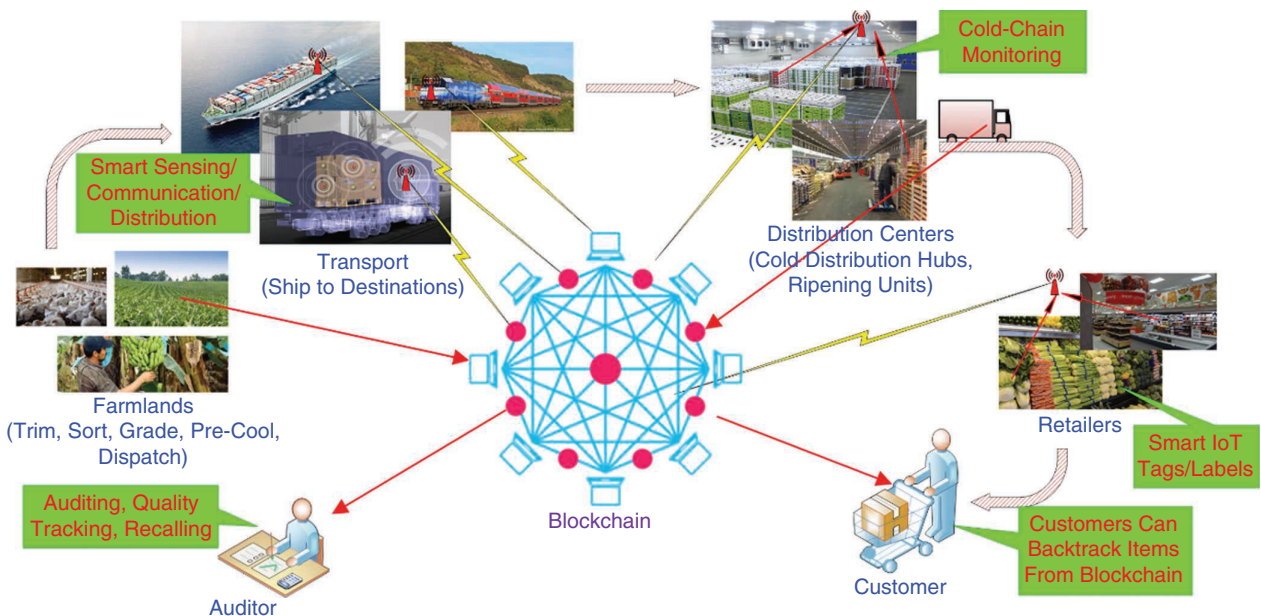 Cold-Chain
Monitoring
Smart Sensing/
Communication/
Distribution
Transport
(Ship to Destinations)
Distribution Centers
(Cold Distribution Hubs,
Ripening Units)
Farmlands
(Trim, Sort, Grade, Pre-Cool,
Dispatch)
Retailers
Smart IoT
Tags/Labels
Auditing, Quality
Tracking, Recalling
Blockchain
Customers Can
Backtrack Items
From Blockchain
Customer
Auditor